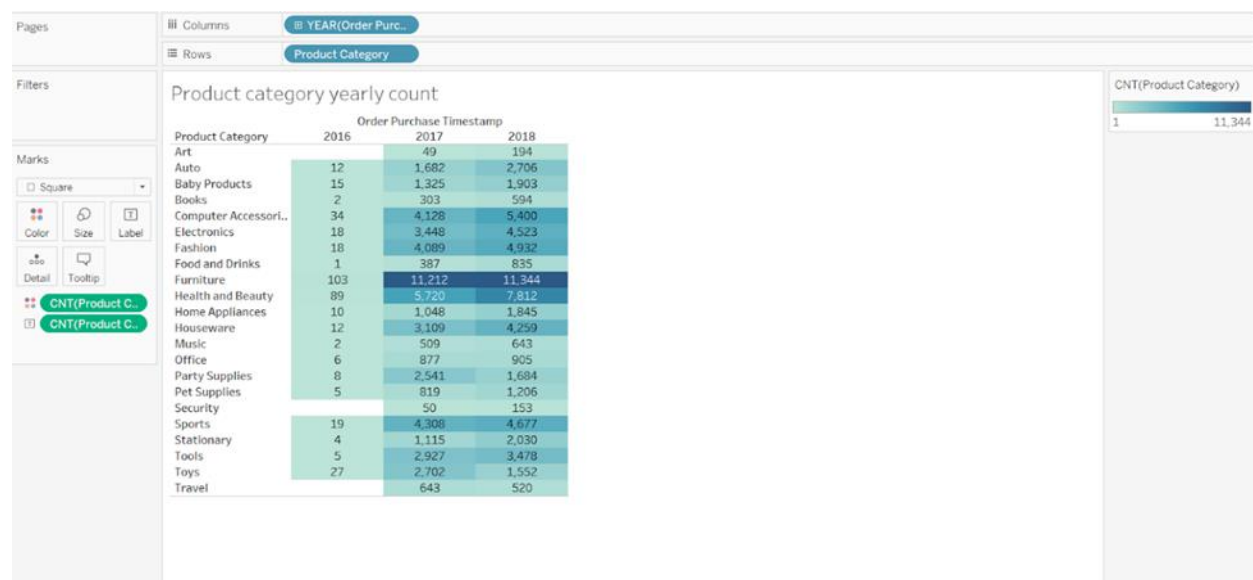 Pages
Columns
YEAR(Order Purc..
Rows
Product Category
Filters
Marks
Square
Color Size Label
Detail Tooltip
CNT(Product C..
CNT(Product C..
Product category yearly count
Order Purchase Timestamp
Product Category 2016 2017 2018
Art 49 194
Auto 12 1,682 2,706
Baby Products 15 1,325 1,903
Books 2 303 594
Computer Accessori.. 34 4,128 5,400
Electronics 18 3,448 4,523
Fashion 18 4,089 4,932
Food and Drinks 1 387 835
Furniture 103 11,212 11,344
Health and Beauty 89 5,720 7,812
Home Appliances 10 1,048 1,845
Houseware 12 3,109 4,259
Music 2 509 643
Office 6 877 905
Party Supplies 8 2,541 1,684
Pet Supplies 5 819 1,206
Security 50 153
Sports 19 4,308 4,677
Stationary 4 1,115 2,030
Tools 5 2,927 3,478
Toys 27 2,702 1,552
Travel 643 520
CNT(Product Category)
1 11,344